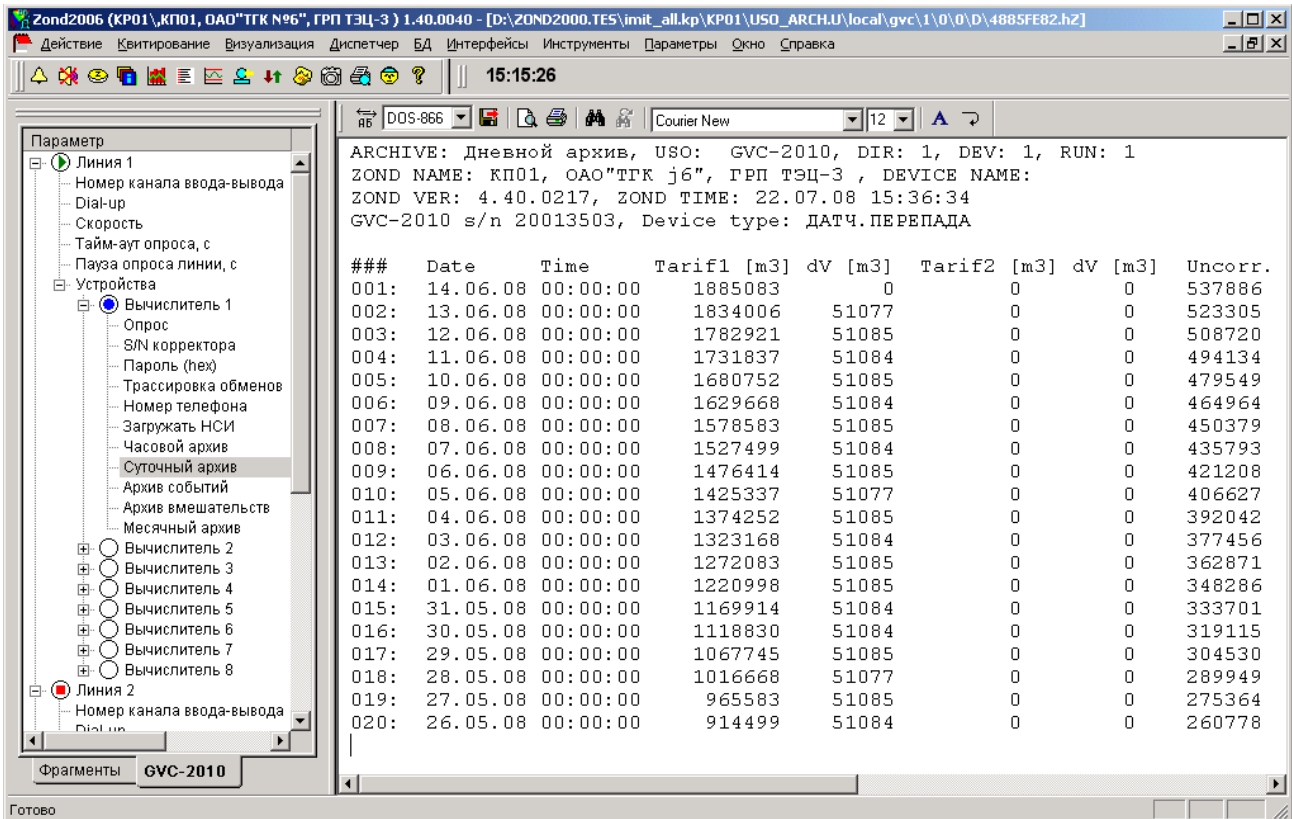 Zond2006 (KP01\,,КП01, ОАО"ТГК №6", ГРП ТЭЦ-3 ) 1.40.0040 - [D:\ZOND2000.TES\imit_all.kp\KP01\USO_ARCH.U\local\gvc\1\0\0\D\4885FE82.hZ]
Действие Квитирование Визуализация Диспетчер БД Интерфейсы Инструменты Параметры Окно Справка
15:15:26
DOS-866 Courier New 12
Параметр
Линия 1
Номер канала ввода-вывода
Dial-up
Скорость
Тайм-аут опроса, с
Пауза опроса линии, с
Устройства
Вычислитель 1
Опрос
S/N корректора
Пароль (hex)
Трассировка обменов
Номер телефона
Загружать НСИ
Часовой архив
Суточный архив
Архив событий
Архив вмешательств
Месячный архив
Вычислитель 2
Вычислитель 3
Вычислитель 4
Вычислитель 5
Вычислитель 6
Вычислитель 7
Вычислитель 8
Линия 2
Номер канала ввода-вывода
Dial-up
Фрагменты GVC-2010
ARCHIVE: Дневной архив, USO: GVC-2010, DIR: 1, DEV: 1, RUN: 1
ZOND NAME: КП01, ОАО"ТГК j6", ГРП ТЭЦ-3 , DEVICE NAME:
ZOND VER: 4.40.0217, ZOND TIME: 22.07.08 15:36:34
GVC-2010 s/n 20013503, Device type: ДАТЧ.ПЕРЕПАДА
### Date Time Tarif1 [m3] dV [m3] Tarif2 [m3] dV [m3] Uncorr.
001: 14.06.08 00:00:00 1885083 0 0 0 537886
002: 13.06.08 00:00:00 1834006 51077 0 0 523305
003: 12.06.08 00:00:00 1782921 51085 0 0 508720
004: 11.06.08 00:00:00 1731837 51084 0 0 494134
005: 10.06.08 00:00:00 1680752 51085 0 0 479549
006: 09.06.08 00:00:00 1629668 51084 0 0 464964
007: 08.06.08 00:00:00 1578583 51085 0 0 450379
008: 07.06.08 00:00:00 1527499 51084 0 0 435793
009: 06.06.08 00:00:00 1476414 51085 0 0 421208
010: 05.06.08 00:00:00 1425337 51077 0 0 406627
011: 04.06.08 00:00:00 1374252 51085 0 0 392042
012: 03.06.08 00:00:00 1323168 51084 0 0 377456
013: 02.06.08 00:00:00 1272083 51085 0 0 362871
014: 01.06.08 00:00:00 1220998 51085 0 0 348286
015: 31.05.08 00:00:00 1169914 51084 0 0 333701
016: 30.05.08 00:00:00 1118830 51084 0 0 319115
017: 29.05.08 00:00:00 1067745 51085 0 0 304530
018: 28.05.08 00:00:00 1016668 51077 0 0 289949
019: 27.05.08 00:00:00 965583 51085 0 0 275364
020: 26.05.08 00:00:00 914499 51084 0 0 260778
Готово